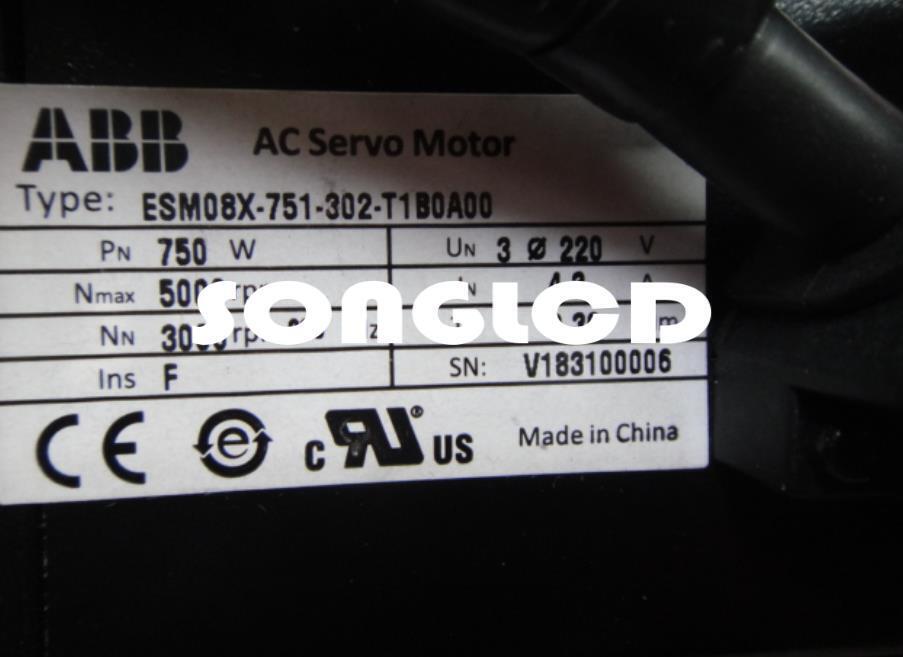 ABB AC Servo Motor
Type: ESM08X-751-302-T1B0A00
PN 750 W UN 3 Ø 220 V
Nmax
NN
SONGLCD
Ins F SN: V183100006
CE e c RU ® US Made in China